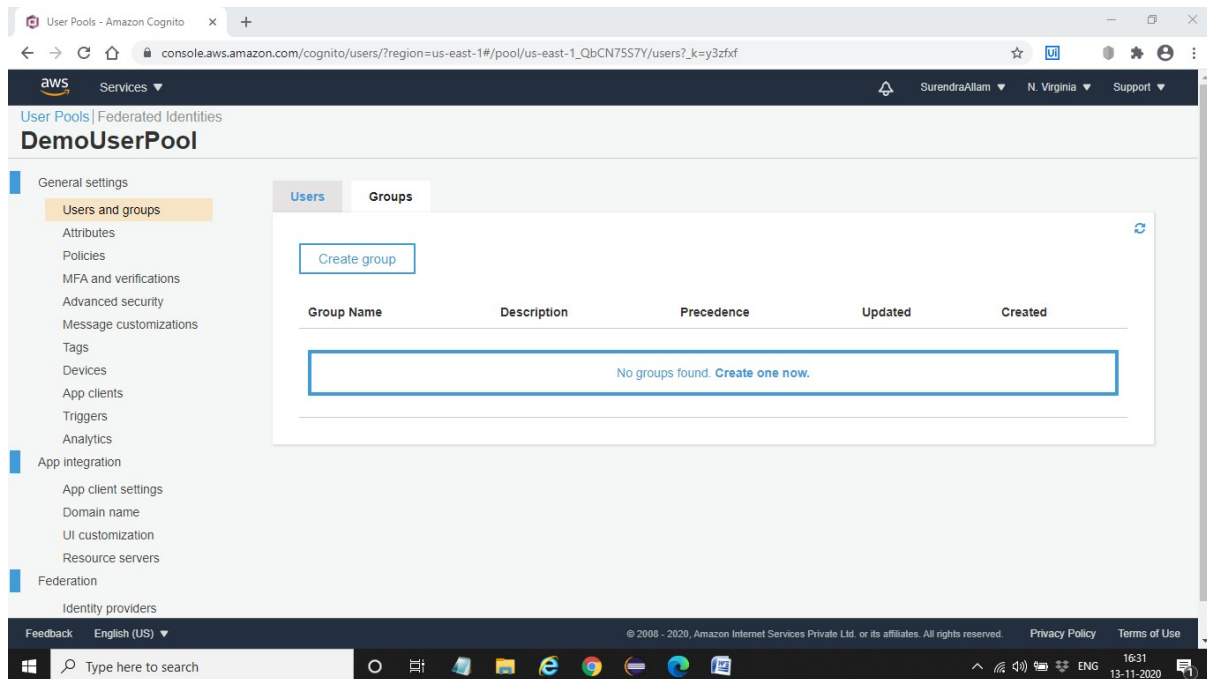 User Pools - Amazon Cognito
console.aws.amazon.com/cognito/users/?region=us-east-1#/pool/us-east-1_QbCN75S7Y/users?_k=y3zfxf
Ui
aws Services SurendraAllam N. Virginia Support
User Pools | Federated Identities
DemoUserPool
General settings
Users and groups
Attributes
Policies
MFA and verifications
Advanced security
Message customizations
Tags
Devices
App clients
Triggers
Analytics
App integration
App client settings
Domain name
UI customization
Resource servers
Federation
Identity providers
Users Groups
Create group
Group Name Description Precedence Updated Created
No groups found. Create one now.
Feedback English (US) © 2008 - 2020, Amazon Internet Services Private Ltd. or its affiliates. All rights reserved. Privacy Policy Terms of Use
Type here to search ENG
16:31
13-11-2020
1